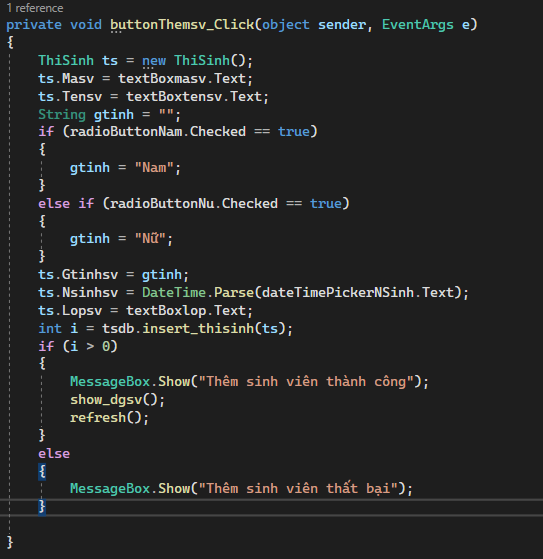 1 reference
private void buttonThemsv_Click(object sender, EventArgs e)
{
ThiSinh ts = new ThiSinh();
ts.Masv = textBoxmasv.Text;
ts.Tensv = textBoxtensv.Text;
String gtinh = "";
if (radioButtonNam.Checked == true)
{
gtinh = "Nam";
}
else if (radioButtonNu.Checked == true)
{
gtinh = "Nữ";
}
ts.Gtinhsv = gtinh;
ts.Nsinhsv = DateTime.Parse(dateTimePickerNSinh.Text);
ts.Lopsv = textBoxlop.Text;
int i = tsdb.insert_thisinh(ts);
if (i > 0)
{
MessageBox.Show("Thêm sinh viên thành công");
show_dgsv();
refresh();
}
else
{
MessageBox.Show("Thêm sinh viên thất bại");
}
}